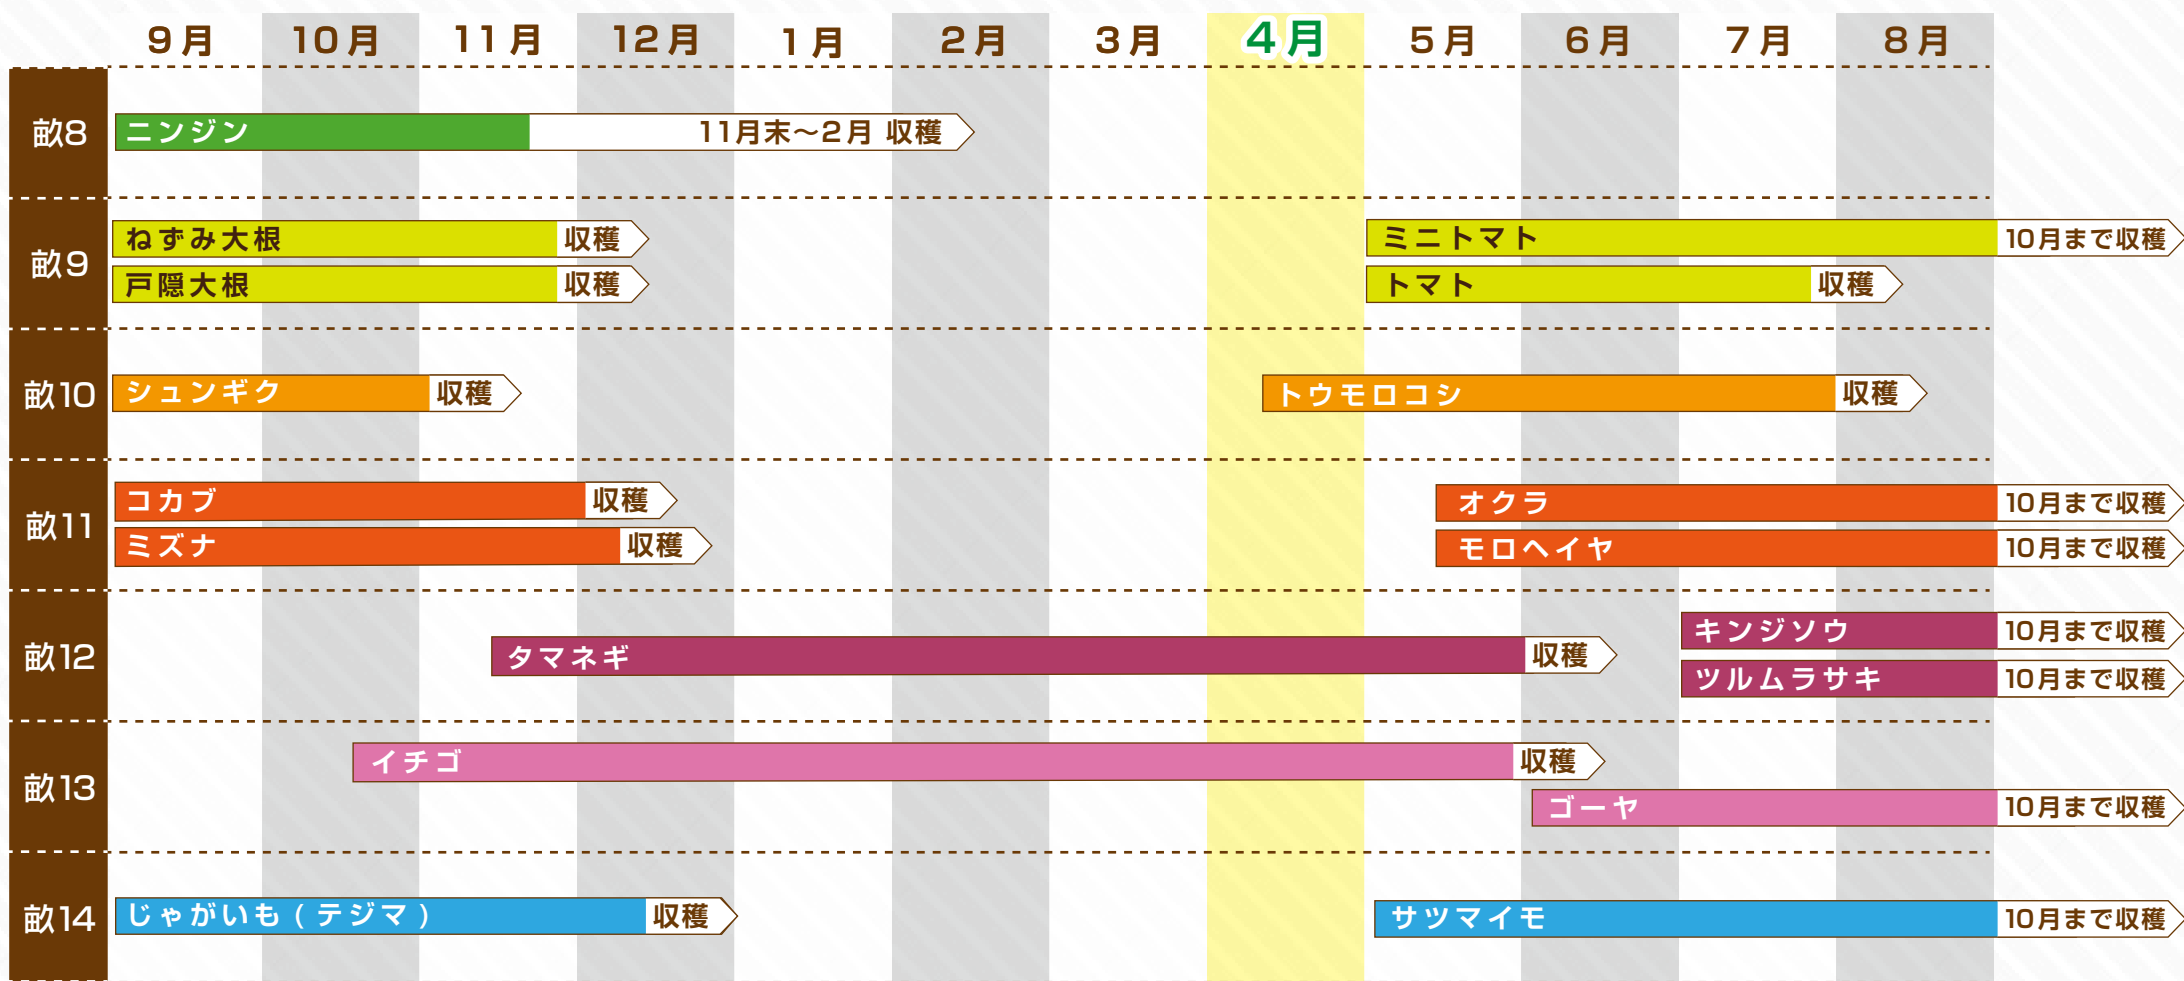 9月 10月 11月 12月 1月 2月 3月 4月 5月 6月 7月 8月
畝8
ニンジン 11月末〜2月 収穫
畝9
ねずみ大根 収穫 ミニトマト 10月まで収穫
戸隠大根 収穫 トマト 収穫
畝10
シュンギク 収穫 トウモロコシ 収穫
畝11
コカブ 収穫 オクラ 10月まで収穫
ミズナ 収穫 モロヘイヤ 10月まで収穫
畝12
キンジソウ 10月まで収穫
タマネギ 収穫
ツルムラサキ 10月まで収穫
畝13
イチゴ 収穫
ゴーヤ 10月まで収穫
畝14
じゃがいも(テジマ) 収穫 サツマイモ 10月まで収穫